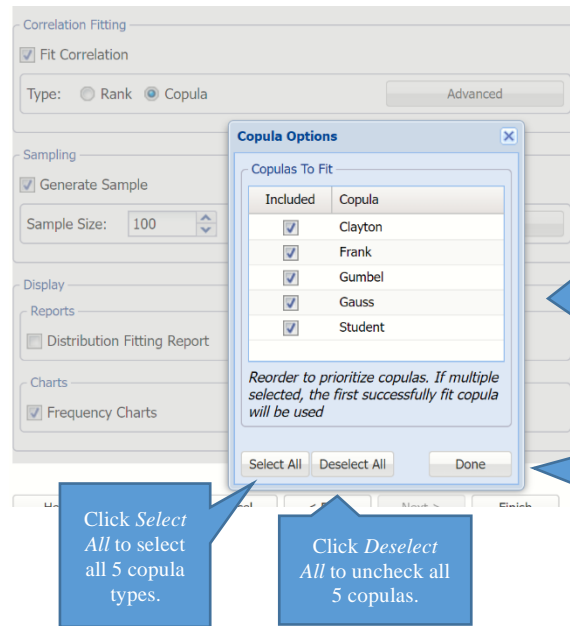 Correlation Fitting
Fit Correlation
Type: Rank Copula Advanced
Sampling
Generate Sample
Sample Size: 100
Display
Reports
Distribution Fitting Report
Charts
Frequency Charts
Copula Options
Copulas To Fit
Included Copula
Clayton
Frank
Gumbel
Gauss
Student
Reorder to prioritize copulas. If multiple
selected, the first successfully fit copula
will be used
Select All Deselect All Done
Finish
Click Select
All to select
all 5 copula
types.
Click Deselect
All to uncheck all
5 copulas.